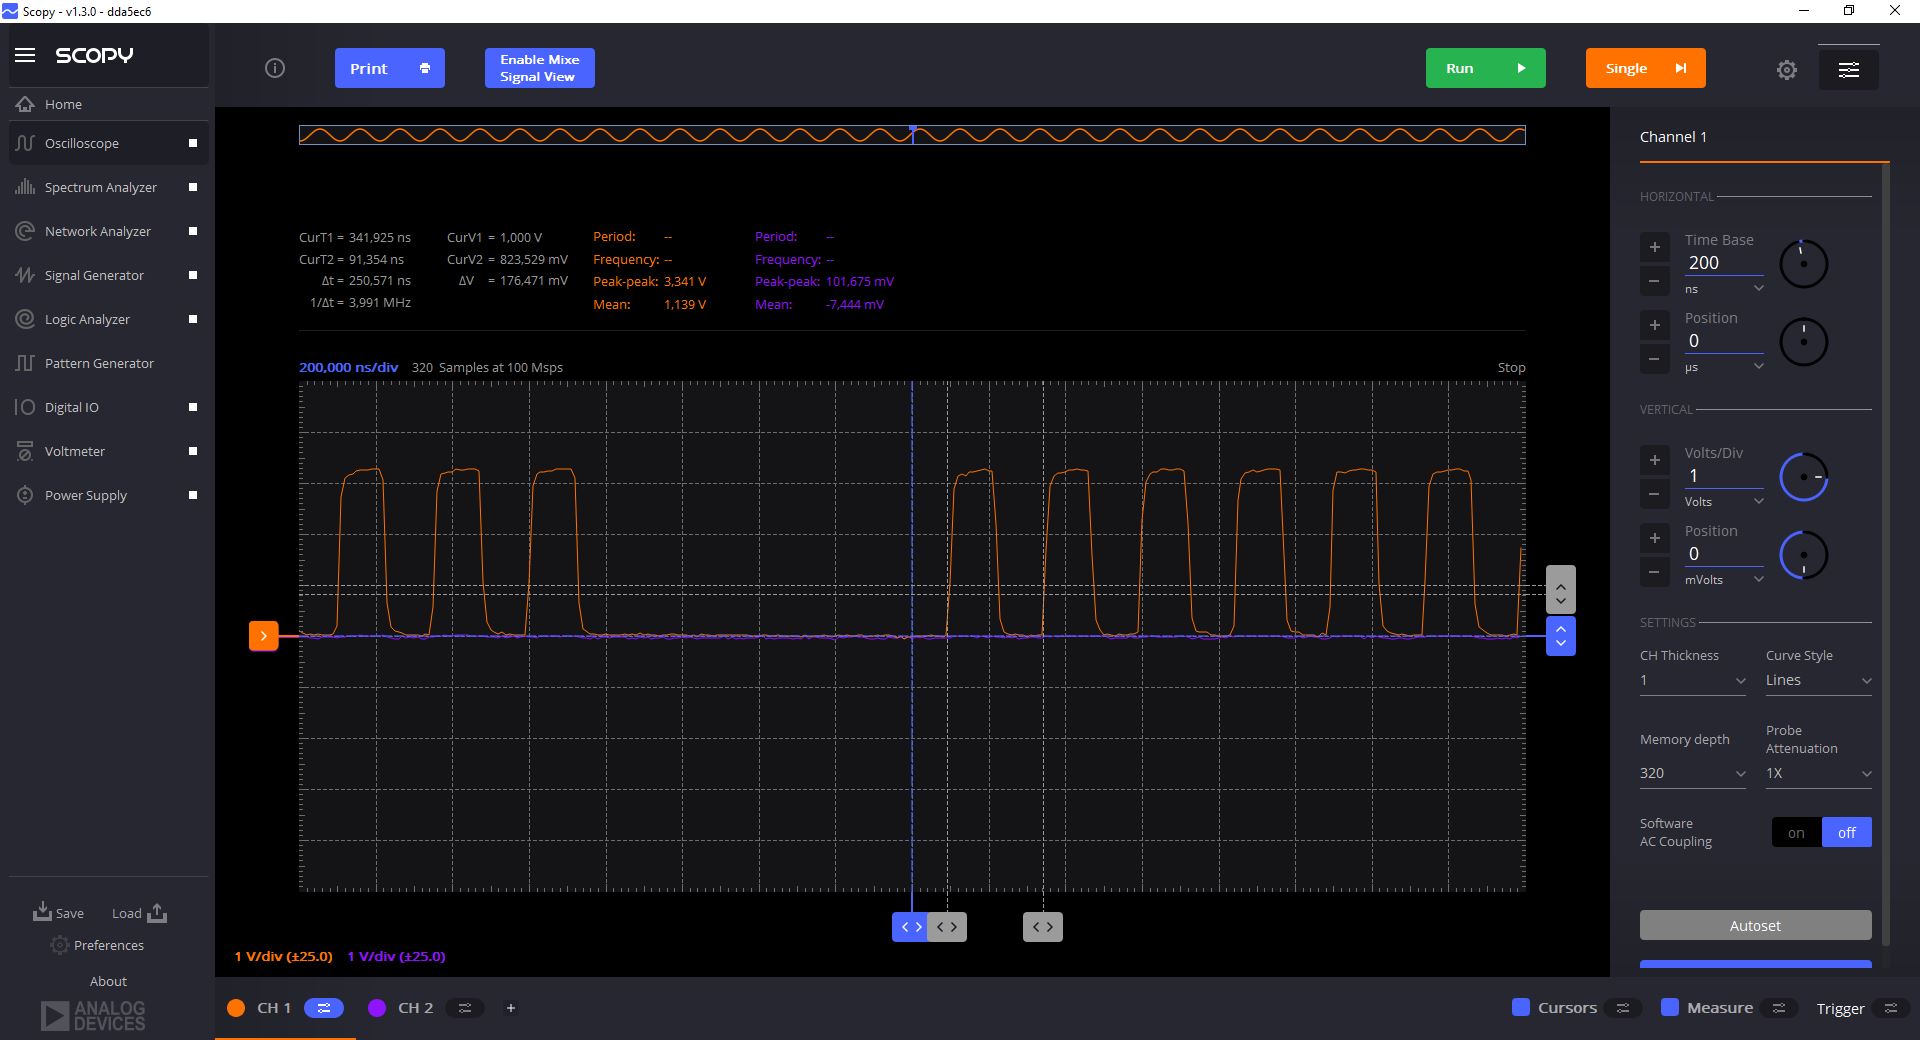 Scopy - v1.3.0 - dda5ec6
SCOPY
Home
Oscilloscope
Spectrum Analyzer
Network Analyzer
Signal Generator
Logic Analyzer
Pattern Generator
Digital IO
Voltmeter
Power Supply
Save Load
Preferences
About
ANALOG
DEVICES
Print
Enable Mixe
Signal View
Run
Single
CurT1 = 341,925 ns CurV1 = 1,000 V Period: -- Period: --
CurT2 = 91,354 ns CurV2 = 823,529 mV Frequency: -- Frequency: --
Δt = 250,571 ns ΔV = 176,471 mV Peak-peak: 3,341 V Peak-peak: 101,675 mV
1/Δt = 3,991 MHz Mean: 1,139 V Mean: -7,444 mV
200,000 ns/div 320 Samples at 100 Msps Stop
1 V/div (±25.0) 1 V/div (±25.0)
CH 1 CH 2 +
Cursors Measure Trigger
Channel 1
HORIZONTAL
Time Base
200
ns
Position
0
µs
VERTICAL
Volts/Div
1
Volts
Position
0
mVolts
SETTINGS
CH Thickness Curve Style
1 Lines
Memory depth Probe
Attenuation
320 1X
Software
AC Coupling
on off
Autoset